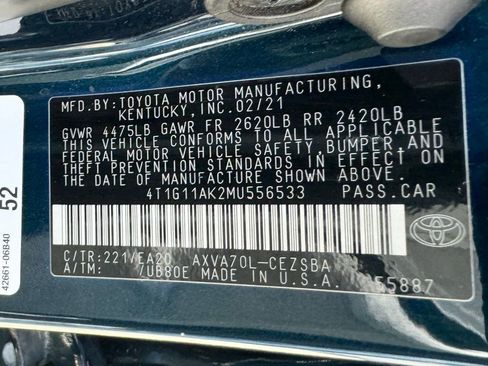 MFD.BY:TOYOTA MOTOR MANUFACTURING,
KENTUCKY, INC.02/21
GVWR 4475LB GAWR FR 2620LB RR 2420LB
THIS VEHICLE CONFORMS TO ALL APPLICABLE
FEDERAL MOTOR VEHICLE SAFETY, BUMPER, AND
THEFT PREVENTION STANDARDS IN EFFECT ON
THE DATE OF MANUFACTURE SHOWN ABOVE.
4T1G11AK2MU556533 PASS.CAR
C/TR:221/EA20 AXVA70L-CEZSBA
A/TM: /UB80E MADE IN U.S.A. 55887
52
42661-06B40